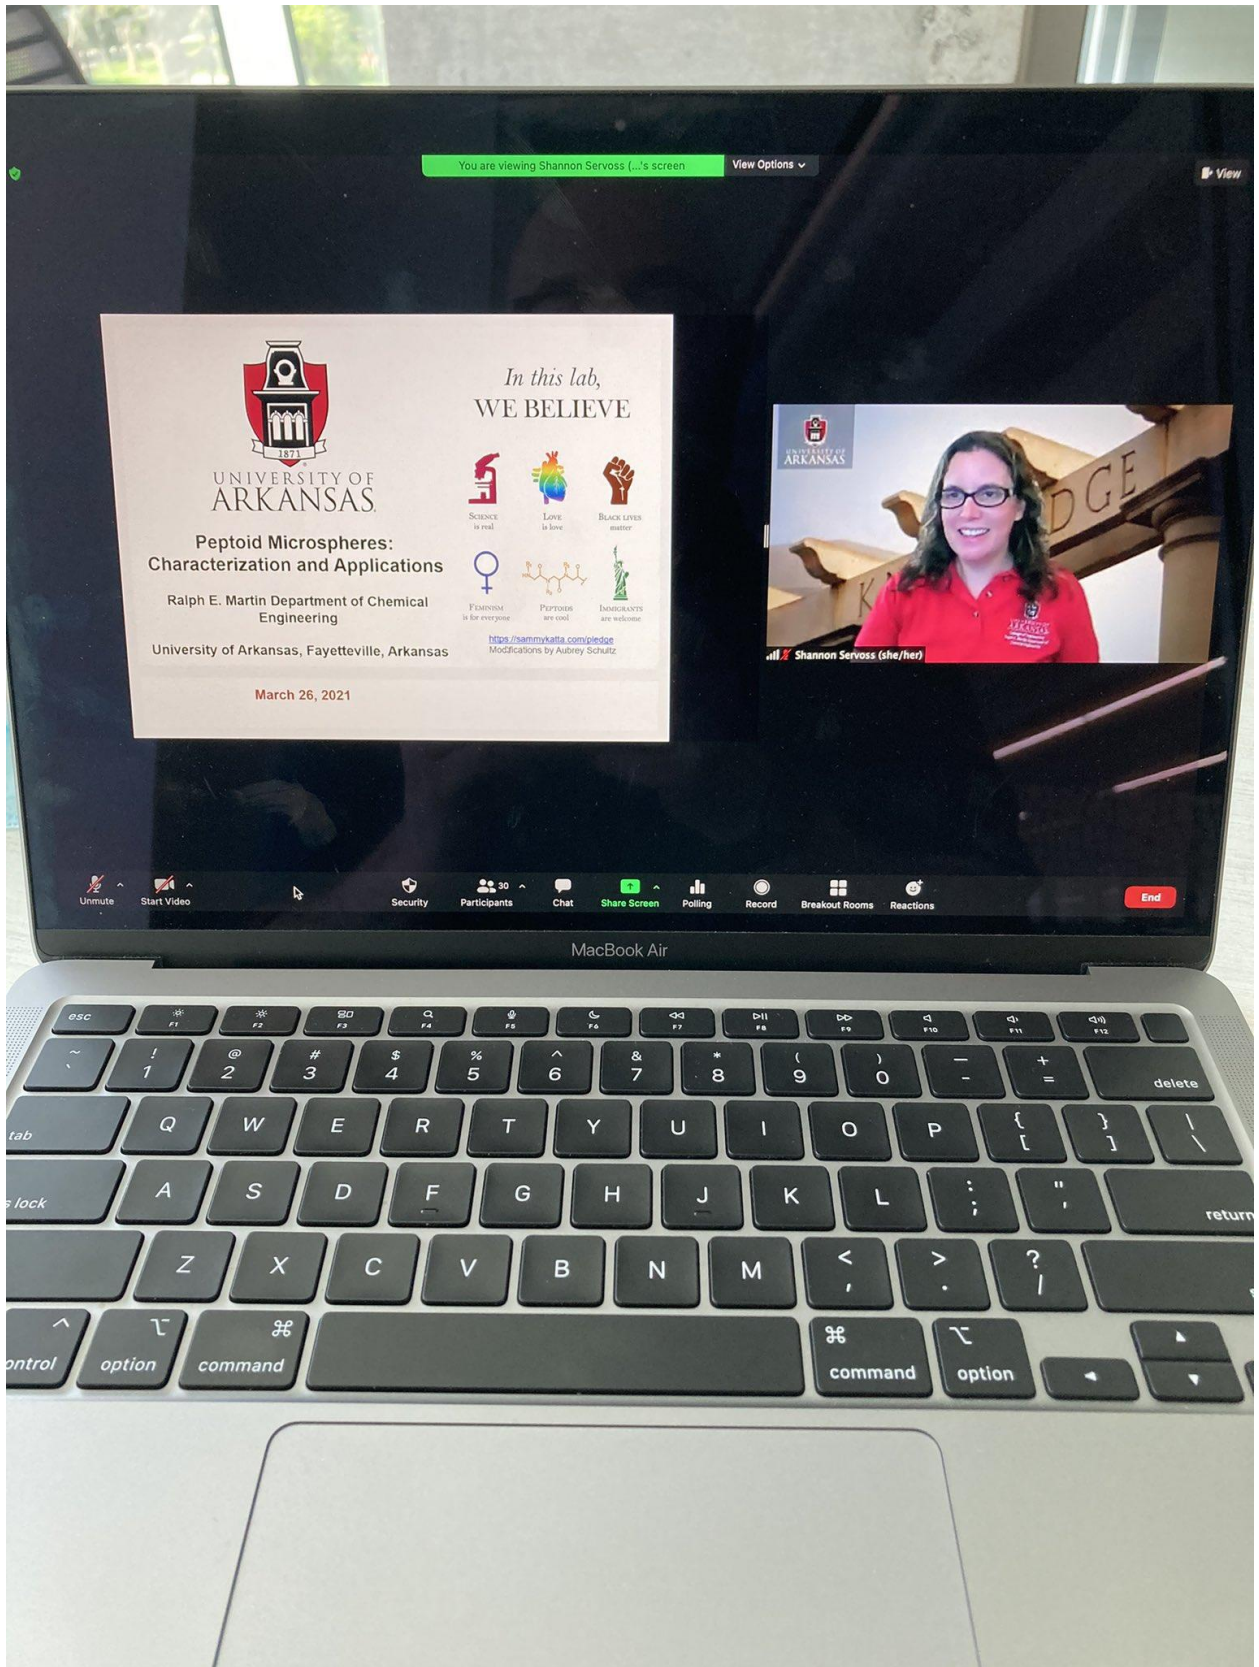 You are viewing Shannon Servoss (...'s screen
View Options
View
1871
UNIVERSITY OF
ARKANSAS
Peptoid Microspheres:
Characterization and Applications
Ralph E. Martin Department of Chemical
Engineering
University of Arkansas, Fayetteville, Arkansas
March 26, 2021
In this lab,
WE BELIEVE
SCIENCE
is real
LOVE
is love
BLACK LIVES
matter
FEMINISM
is for everyone
PEPTOIDS
are cool
IMMIGRANTS
are welcome
https://sammykatta.com/pledge
Modifications by Aubrey Schultz
UNIVERSITY OF
ARKANSAS
K
DGE
UNIVERSITY OF
ARKANSAS
Shannon Servoss (she/her)
Unmute
Start Video
Security
30
Participants
Chat
Share Screen
Polling
Record
Breakout Rooms
Reactions
End
MacBook Air
esc F1 F2 F3 F4 F5 F6 F7 F8 F9 F10 F11 F12
~ ! @ # $ % ^ & * ( ) — +
` 1 2 3 4 5 6 7 8 9 0 - = delete
tab Q W E R T Y U I O P { [ } ] | \
s lock A S D F G H J K L : ; " ' return
Z X C V B N M < , > . ? /
ontrol option command command option